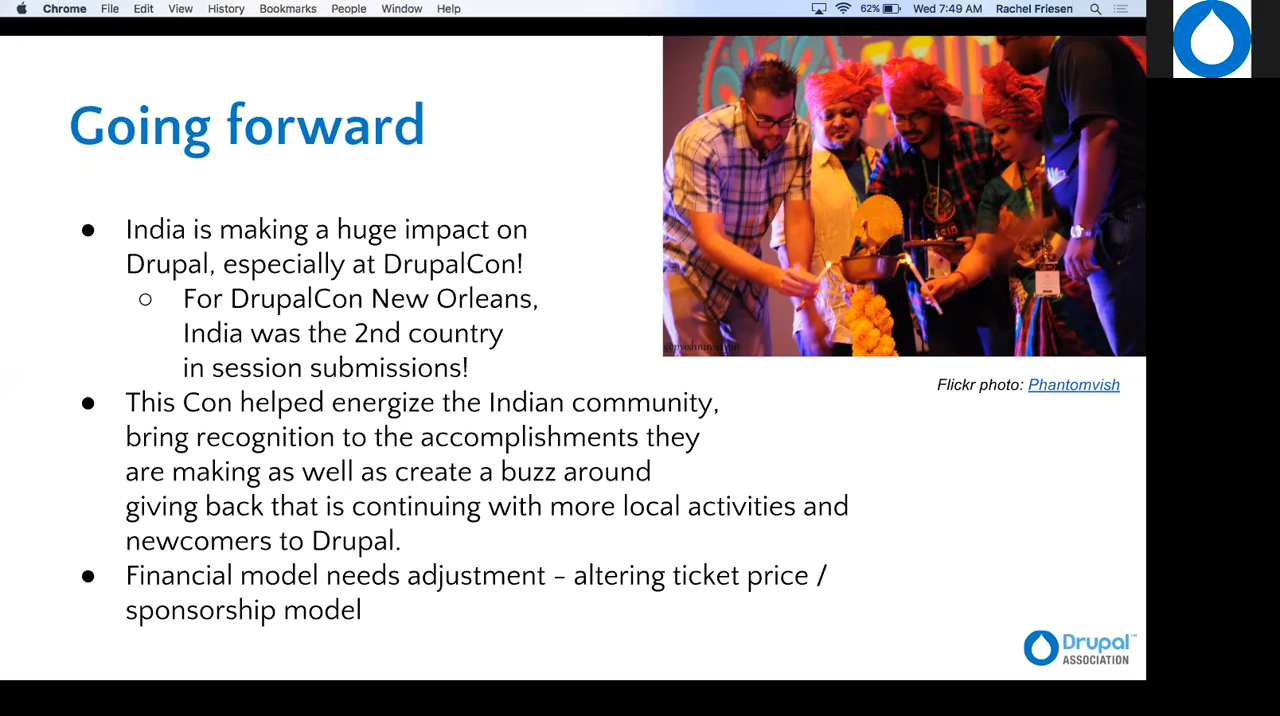 Chrome File Edit View History Bookmarks People Window Help 62% Wed 7:49 AM Rachel Friesen
Going forward
● India is making a huge impact on
Drupal, especially at DrupalCon!
○ For DrupalCon New Orleans,
India was the 2nd country
in session submissions!
● This Con helped energize the Indian community,
bring recognition to the accomplishments they
are making as well as create a buzz around
giving back that is continuing with more local activities and
newcomers to Drupal.
● Financial model needs adjustment – altering ticket price /
sponsorship model
Flickr photo: Phantomvish
Drupal™
ASSOCIATION